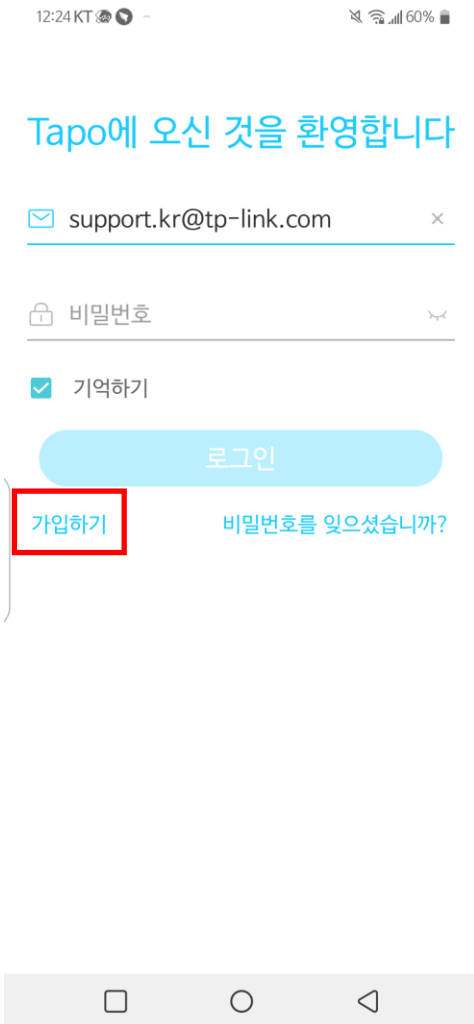 12:24 KT 60%
Tapo에 오신 것을 환영합니다
support.kr@tp-link.com
비밀번호
기억하기
로그인
가입하기 비밀번호를 잊으셨습니까?